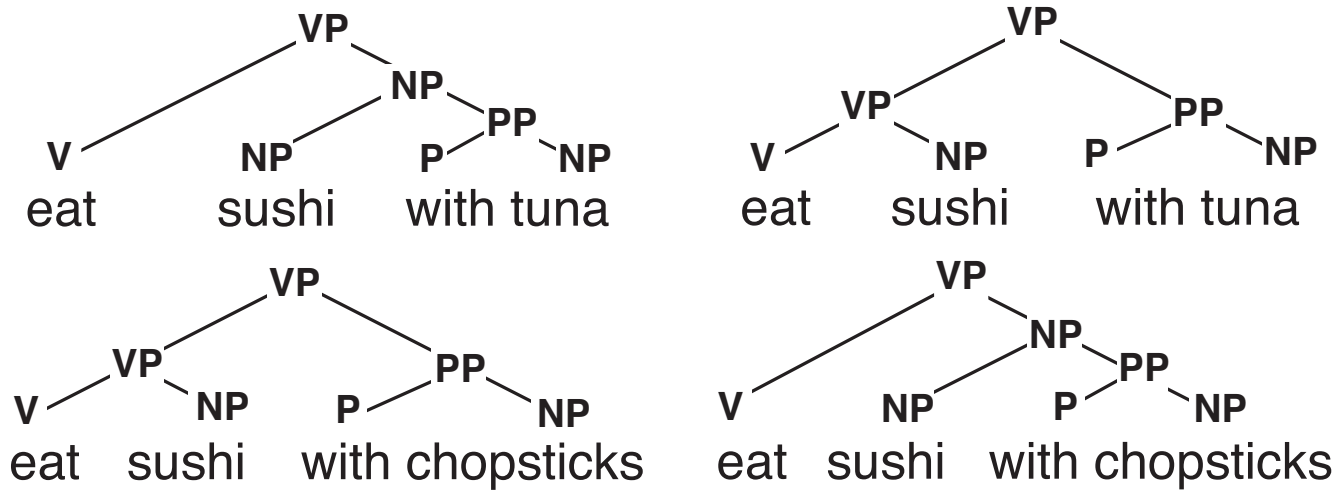 VP
NP
PP
V NP P NP
eat sushi with tuna
VP
VP PP
V NP P NP
eat sushi with tuna
VP
VP PP
V NP P NP
eat sushi with chopsticks
VP
NP
PP
V NP P NP
eat sushi with chopsticks